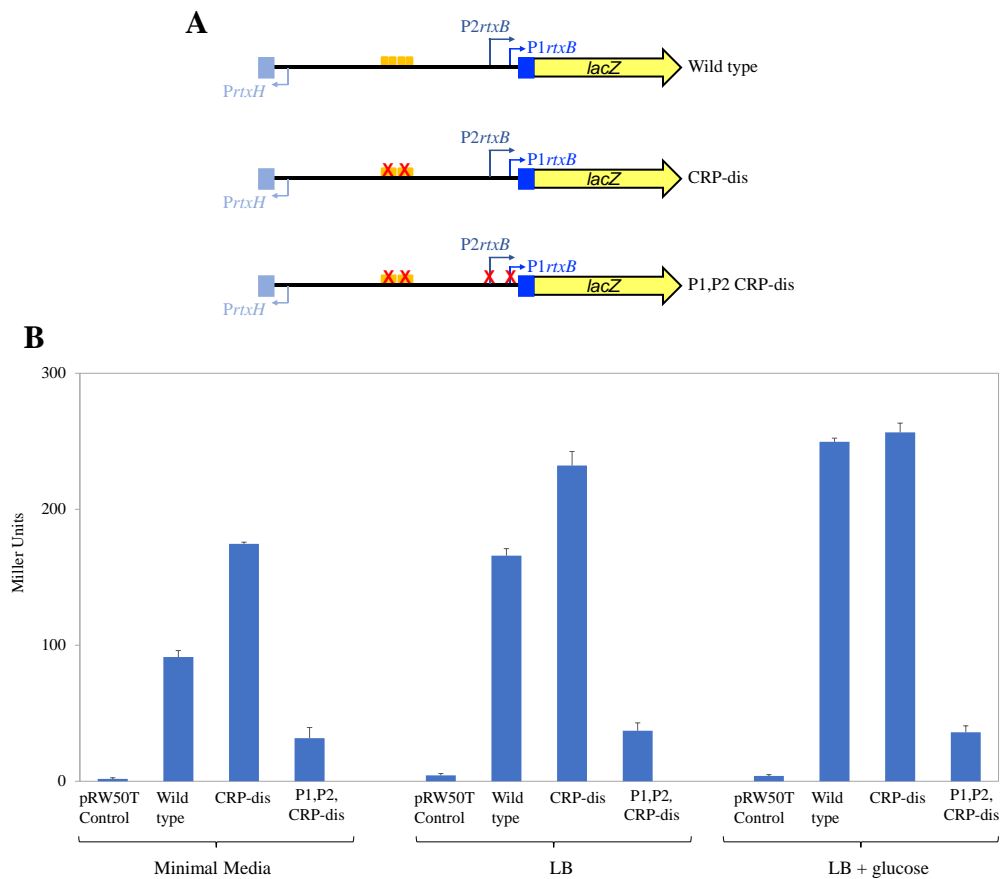 A
P2rtxB
P1rtxB
PrtxH
lacZ
Wild type
P2rtxB
P1rtxB
PrtxH
lacZ
CRP-dis
P2rtxB
P1rtxB
PrtxH
lacZ
P1,P2 CRP-dis
B
300
200
100
0
Miller Units
pRW50T
Control
Wild
type
CRP-dis
P1,P2,
CRP-dis
pRW50T
Control
Wild
type
CRP-dis
P1,P2,
CRP-dis
pRW50T
Control
Wild
type
CRP-dis
P1,P2,
CRP-dis
Minimal Media
LB
LB + glucose